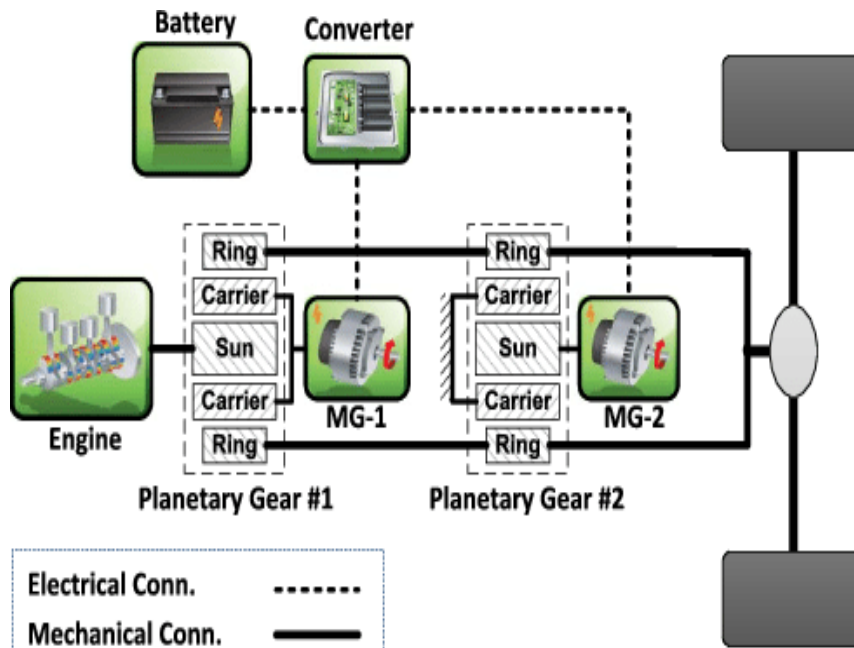 Battery
Converter
Ring
Ring
Carrier
Carrier
Sun
Sun
Carrier
Carrier
Engine
MG-1
MG-2
Ring
Ring
Planetary Gear #1
Planetary Gear #2
Electrical Conn.
Mechanical Conn.